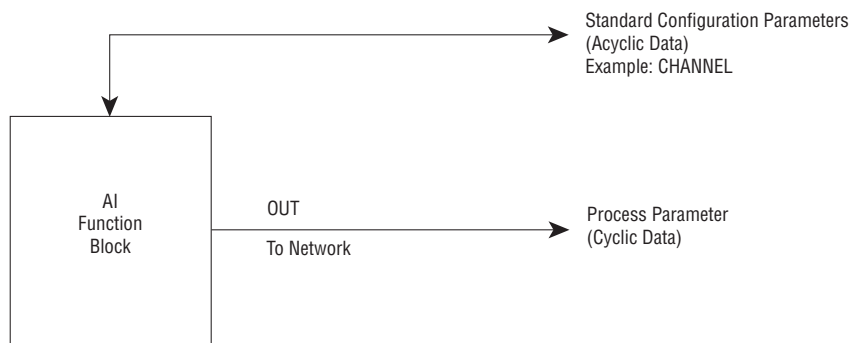 Standard Configuration Parameters
(Acyclic Data)
Example: CHANNEL
AI
Function
Block
OUT
To Network
Process Parameter
(Cyclic Data)